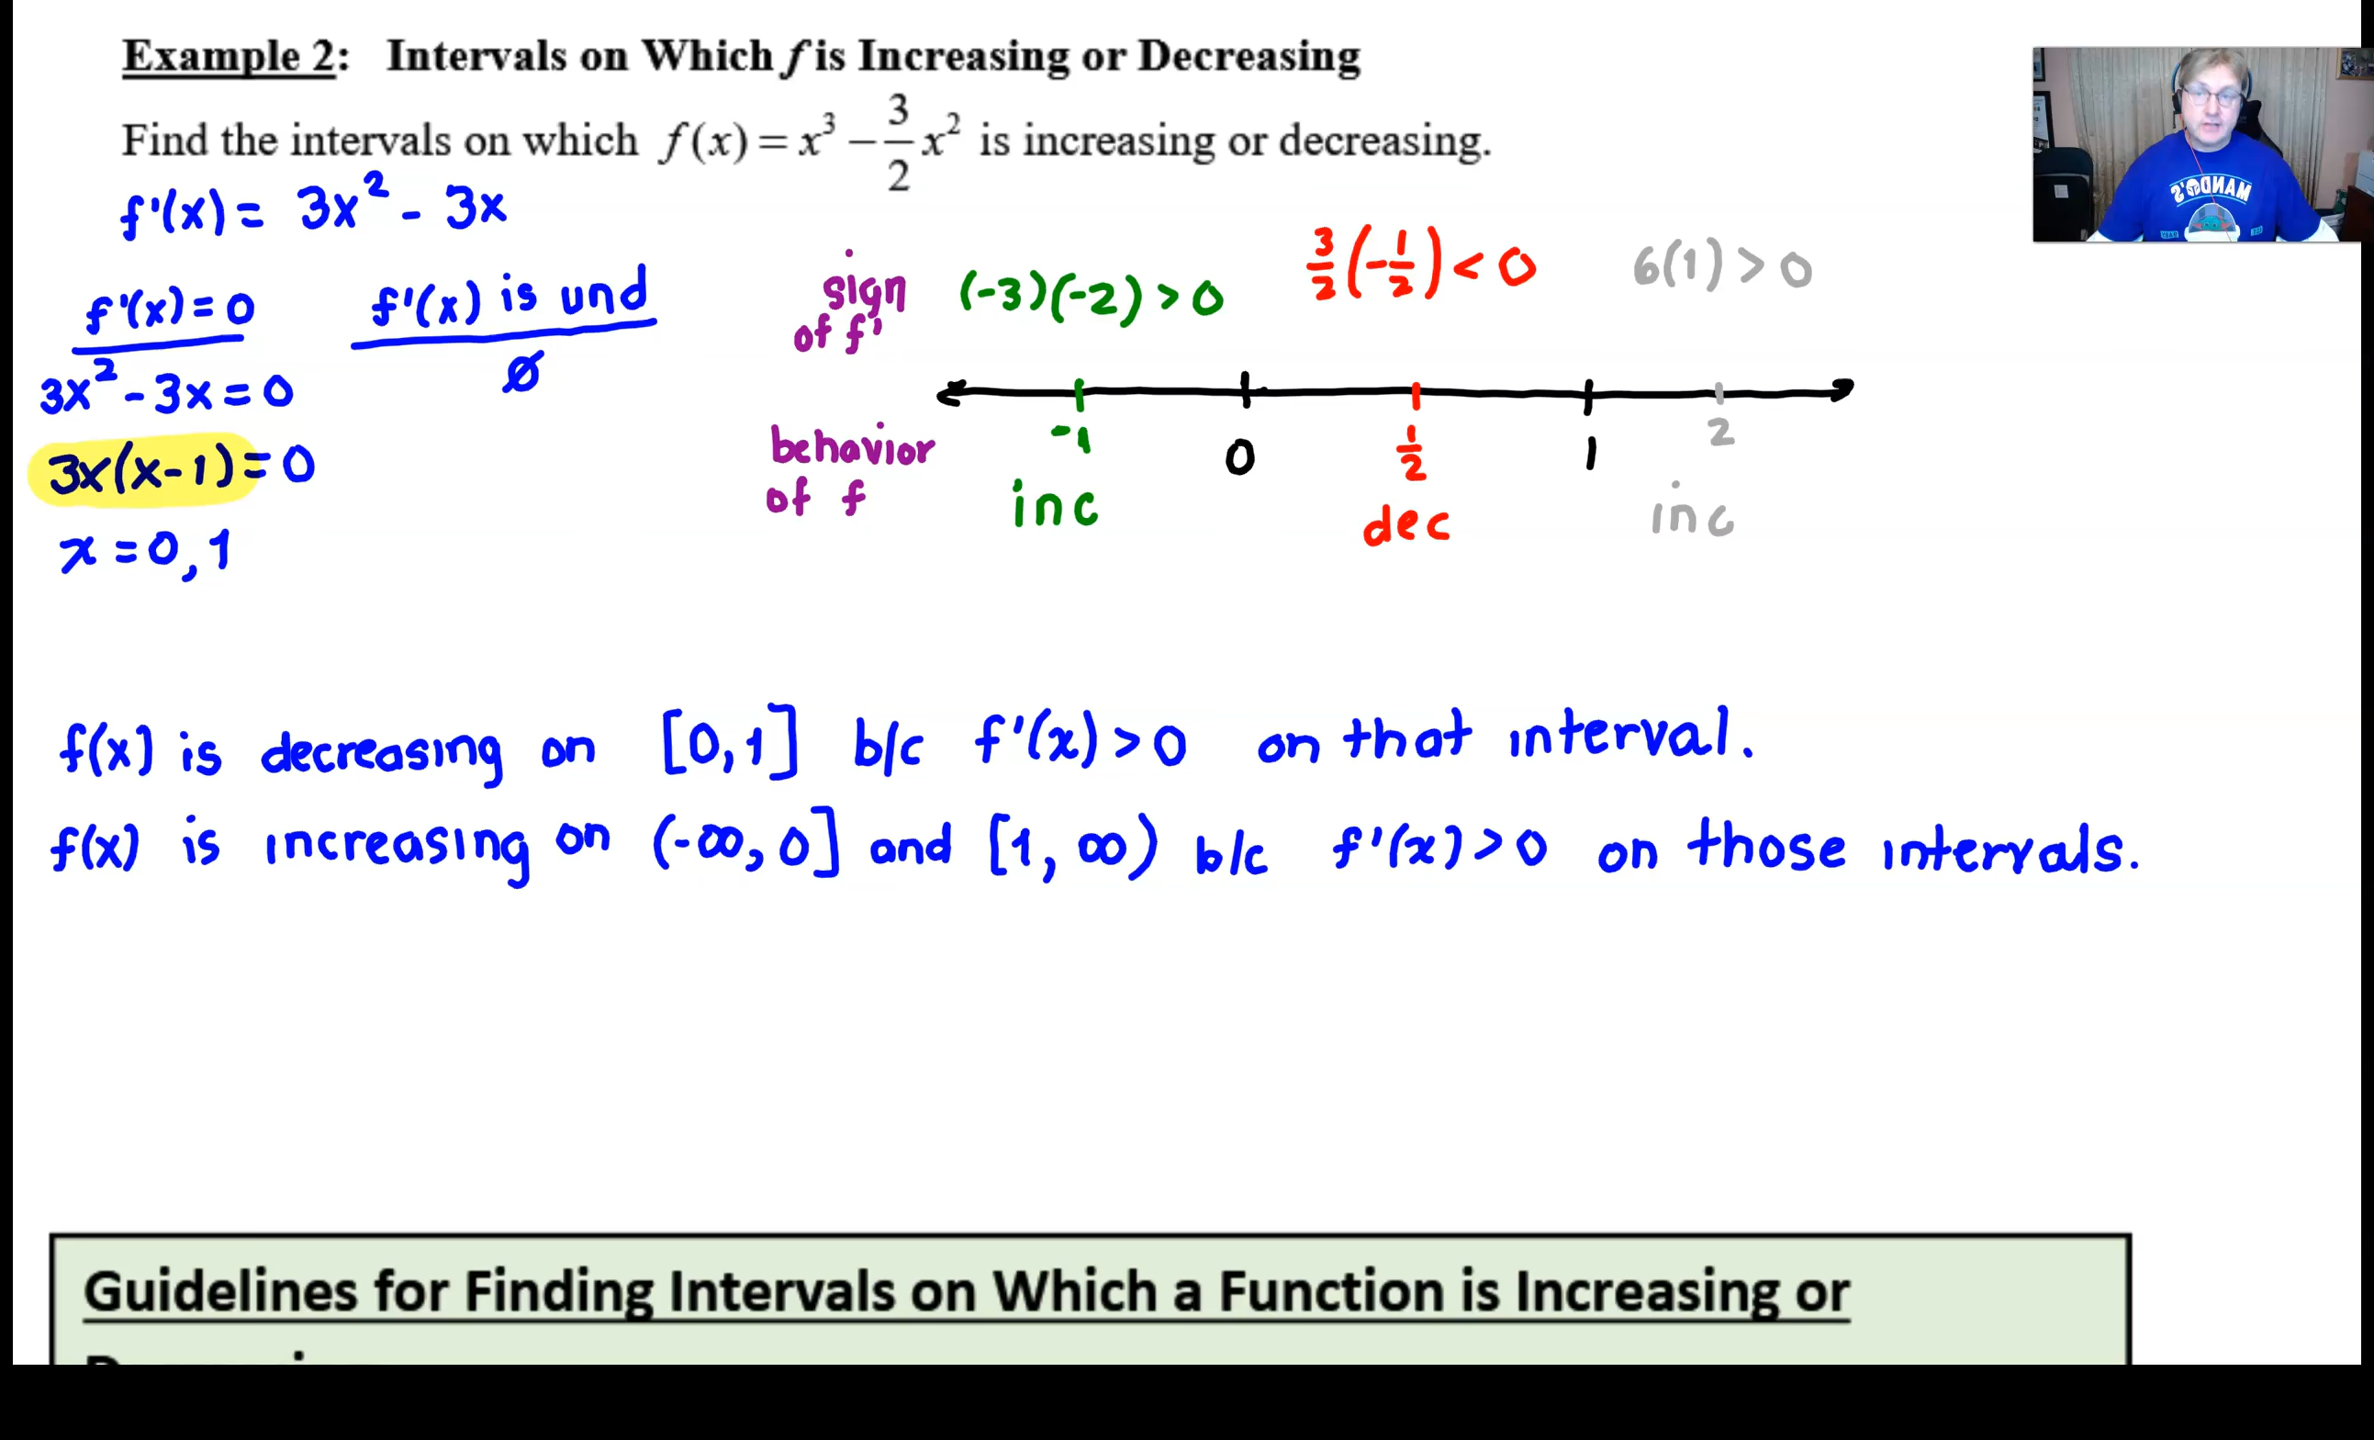 Example 2: Intervals on Which f is Increasing or Decreasing
Find the intervals on which f(x) = x³ − 3/2 x² is increasing or decreasing.
f'(x) = 3x² - 3x
f'(x) = 0
f'(x) is und
3x² - 3x = 0
∅
3x(x-1) = 0
x = 0, 1
sign of f'
(-3)(-2) > 0
3/2(-1/2) < 0
6(1) > 0
-1
0
1/2
1
2
behavior of f
inc
dec
inc
f(x) is decreasing on [0,1] b/c f'(x) > 0 on that interval.
f(x) is increasing on (-∞, 0] and [1, ∞) b/c f'(x) > 0 on those intervals.
Guidelines for Finding Intervals on Which a Function is Increasing or